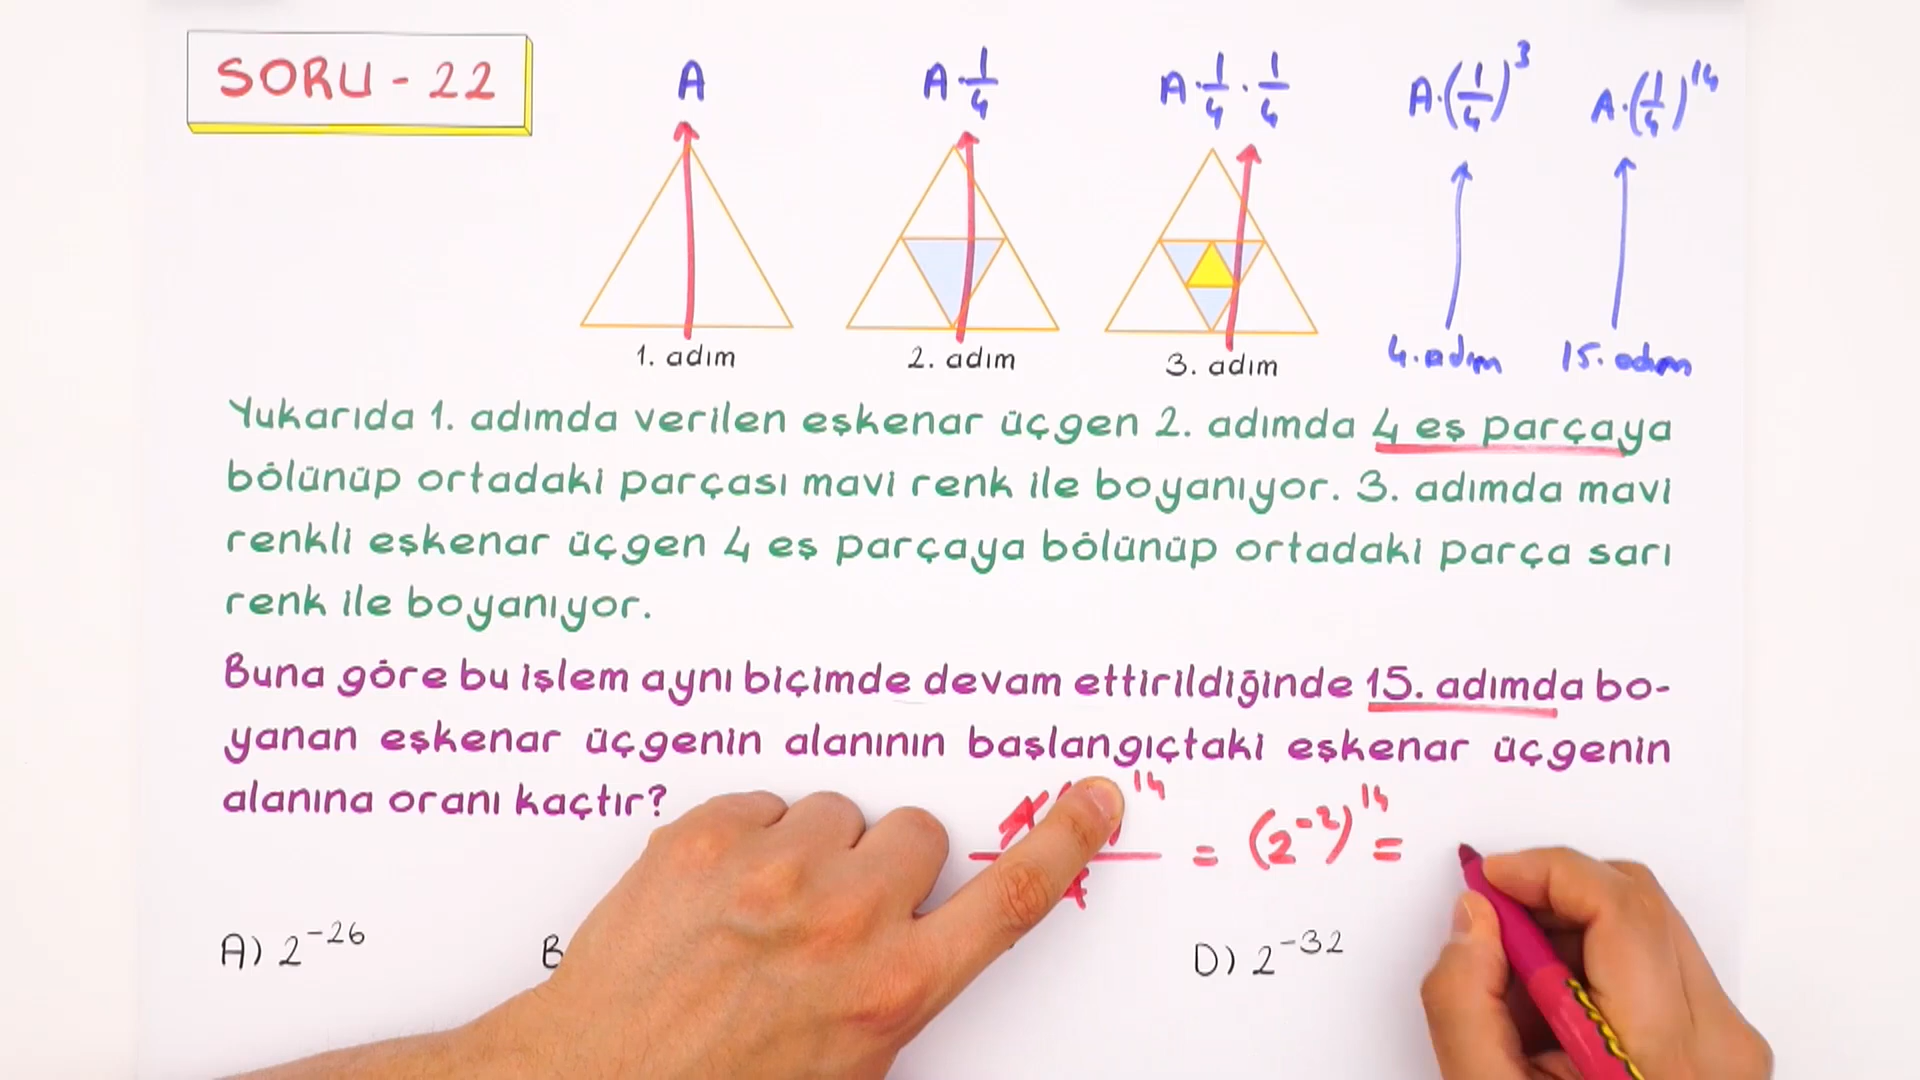 SORU - 22
A
A · 1/4
A · 1/4 · 1/4
A · (1/4)³
A · (1/4)¹⁴
1. adım
2. adım
3. adım
4. adım
15. adım
Yukarıda 1. adımda verilen eşkenar üçgen 2. adımda 4 eş parçaya
bölünüp ortadaki parçası mavi renk ile boyanıyor. 3. adımda mavi
renkli eşkenar üçgen 4 eş parçaya bölünüp ortadaki parça sarı
renk ile boyanıyor.
Buna göre bu işlem aynı biçimde devam ettirildiğinde 15. adımda bo-
yanan eşkenar üçgenin alanının başlangıçtaki eşkenar üçgenin
alanına oranı kaçtır?
14
= (2⁻²)¹⁴ =
A) 2⁻²⁶
B
D) 2⁻³²